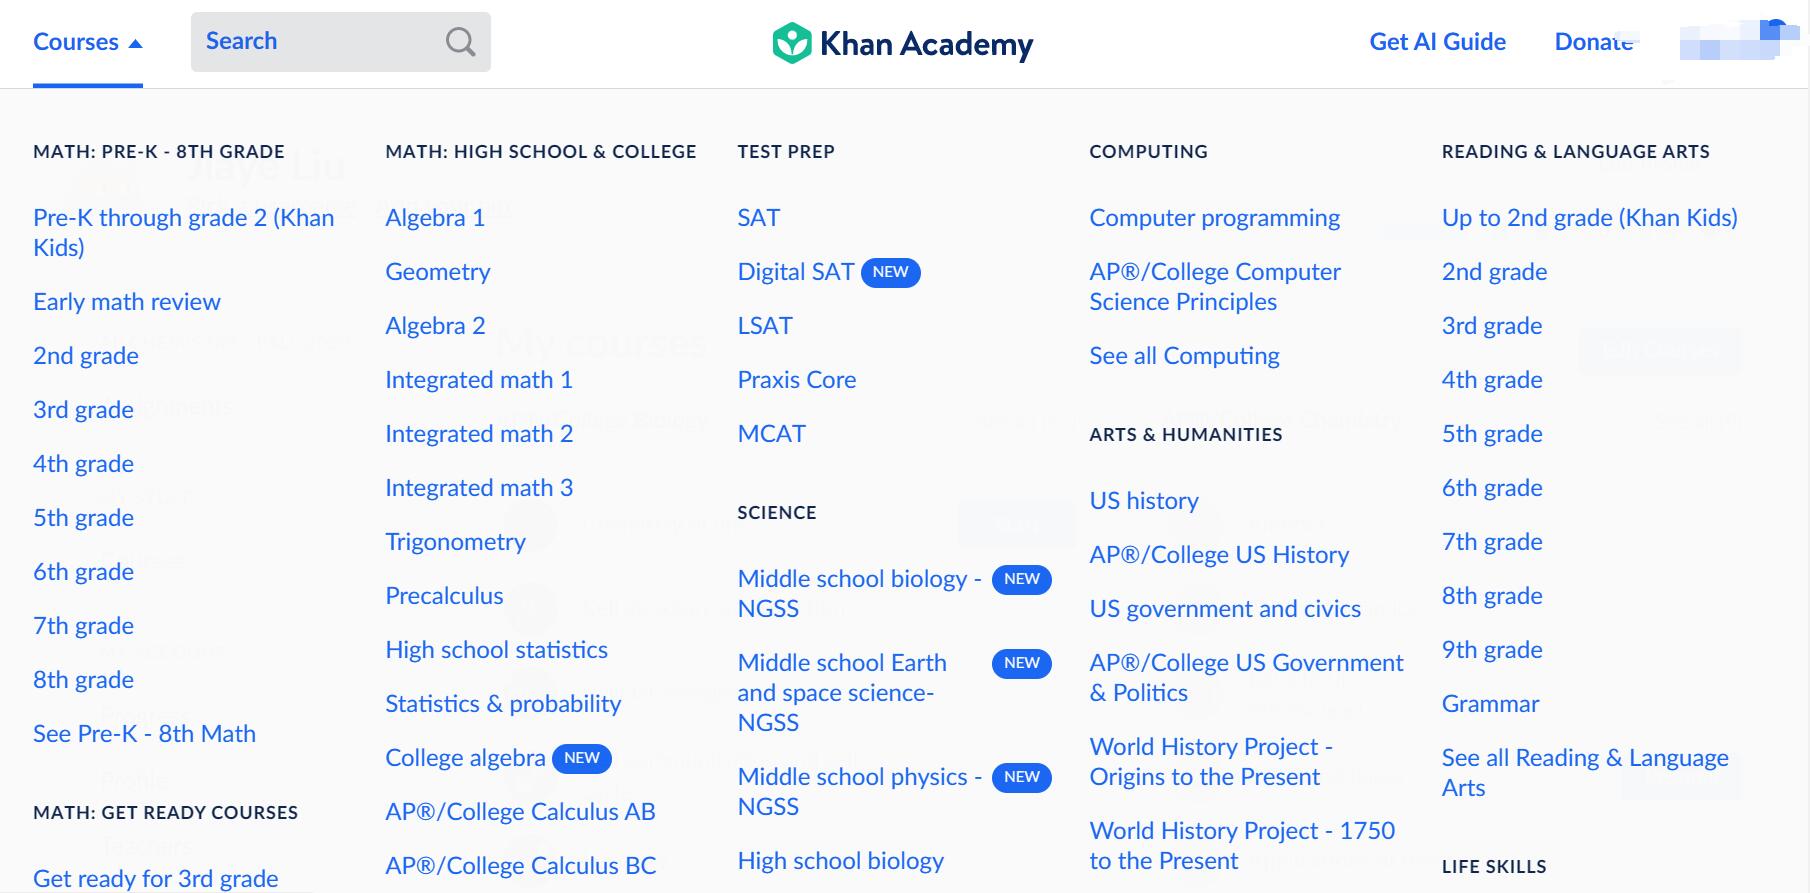 Courses
Search
Khan Academy
Get AI Guide
Donate
MATH: PRE-K - 8TH GRADE
Pre-K through grade 2 (Khan
Kids)
Early math review
2nd grade
3rd grade
4th grade
5th grade
6th grade
7th grade
8th grade
See Pre-K - 8th Math
MATH: GET READY COURSES
Get ready for 3rd grade
MATH: HIGH SCHOOL & COLLEGE
Algebra 1
Geometry
Algebra 2
Integrated math 1
Integrated math 2
Integrated math 3
Trigonometry
Precalculus
High school statistics
Statistics & probability
College algebra NEW
AP®/College Calculus AB
AP®/College Calculus BC
TEST PREP
SAT
Digital SAT NEW
LSAT
Praxis Core
MCAT
SCIENCE
Middle school biology - NEW
NGSS
Middle school Earth NEW
and space science-
NGSS
Middle school physics - NEW
NGSS
High school biology
COMPUTING
Computer programming
AP®/College Computer
Science Principles
See all Computing
ARTS & HUMANITIES
US history
AP®/College US History
US government and civics
AP®/College US Government
& Politics
World History Project -
Origins to the Present
World History Project - 1750
to the Present
READING & LANGUAGE ARTS
Up to 2nd grade (Khan Kids)
2nd grade
3rd grade
4th grade
5th grade
6th grade
7th grade
8th grade
9th grade
Grammar
See all Reading & Language
Arts
LIFE SKILLS
My courses
Profile
Teachers